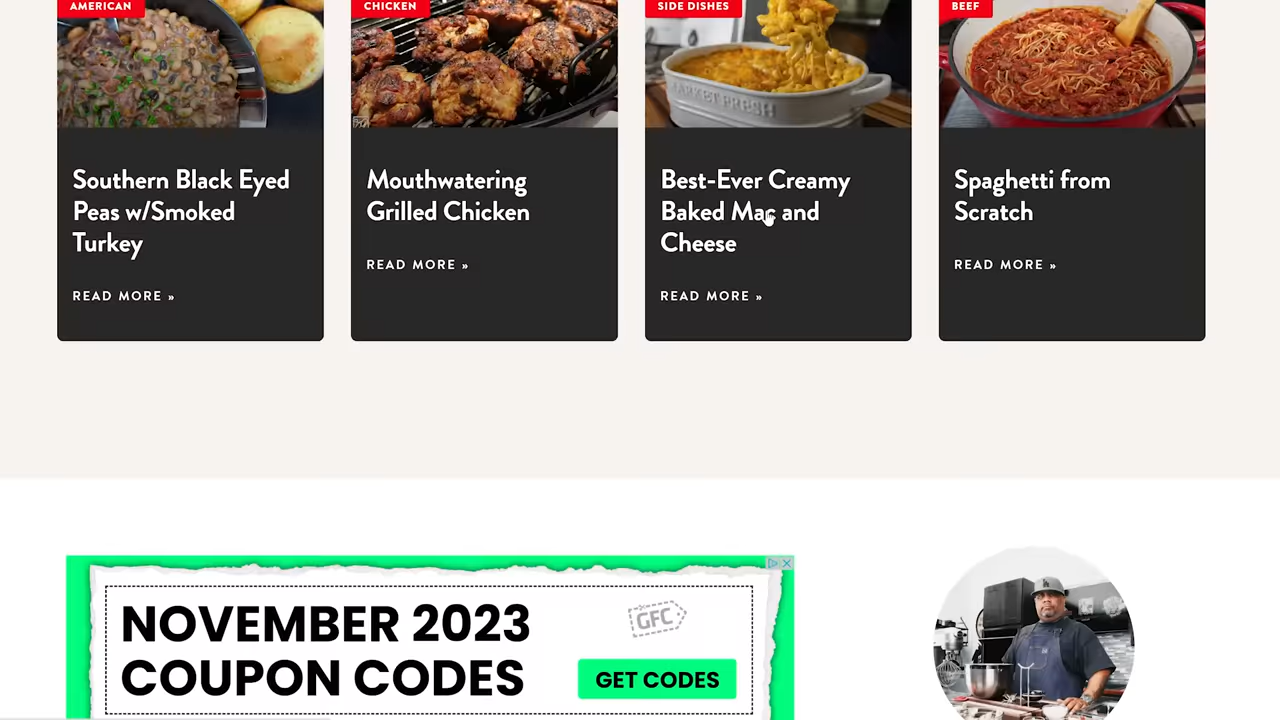 AMERICAN
CHICKEN
SIDE DISHES
BEEF
MARKET FRESH
Southern Black Eyed
Peas w/Smoked
Turkey
READ MORE »
Mouthwatering
Grilled Chicken
READ MORE »
Best-Ever Creamy
Baked Mac and
Cheese
READ MORE »
Spaghetti from
Scratch
READ MORE »
NOVEMBER 2023
COUPON CODES
GFC
GET CODES